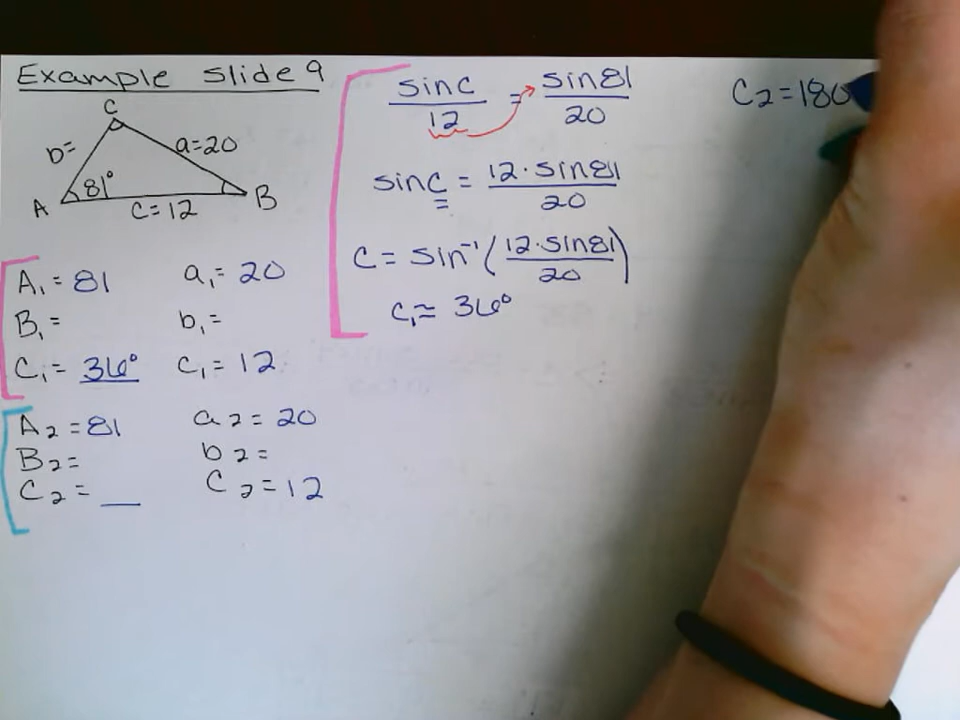 Example slide 9
C
b=
a=20
81°
A
B
c=12
A₁ = 81 a₁ = 20
B₁ = b₁ =
C₁ = 36° c₁ = 12
A₂ = 81 a₂ = 20
B₂ = b₂ =
C₂ = __ c₂ = 12
sinC/12 = sin81/20
sinC = 12·sin81/20
C = sin⁻¹(12·sin81/20)
C₁ ≈ 36°
C₂ = 180